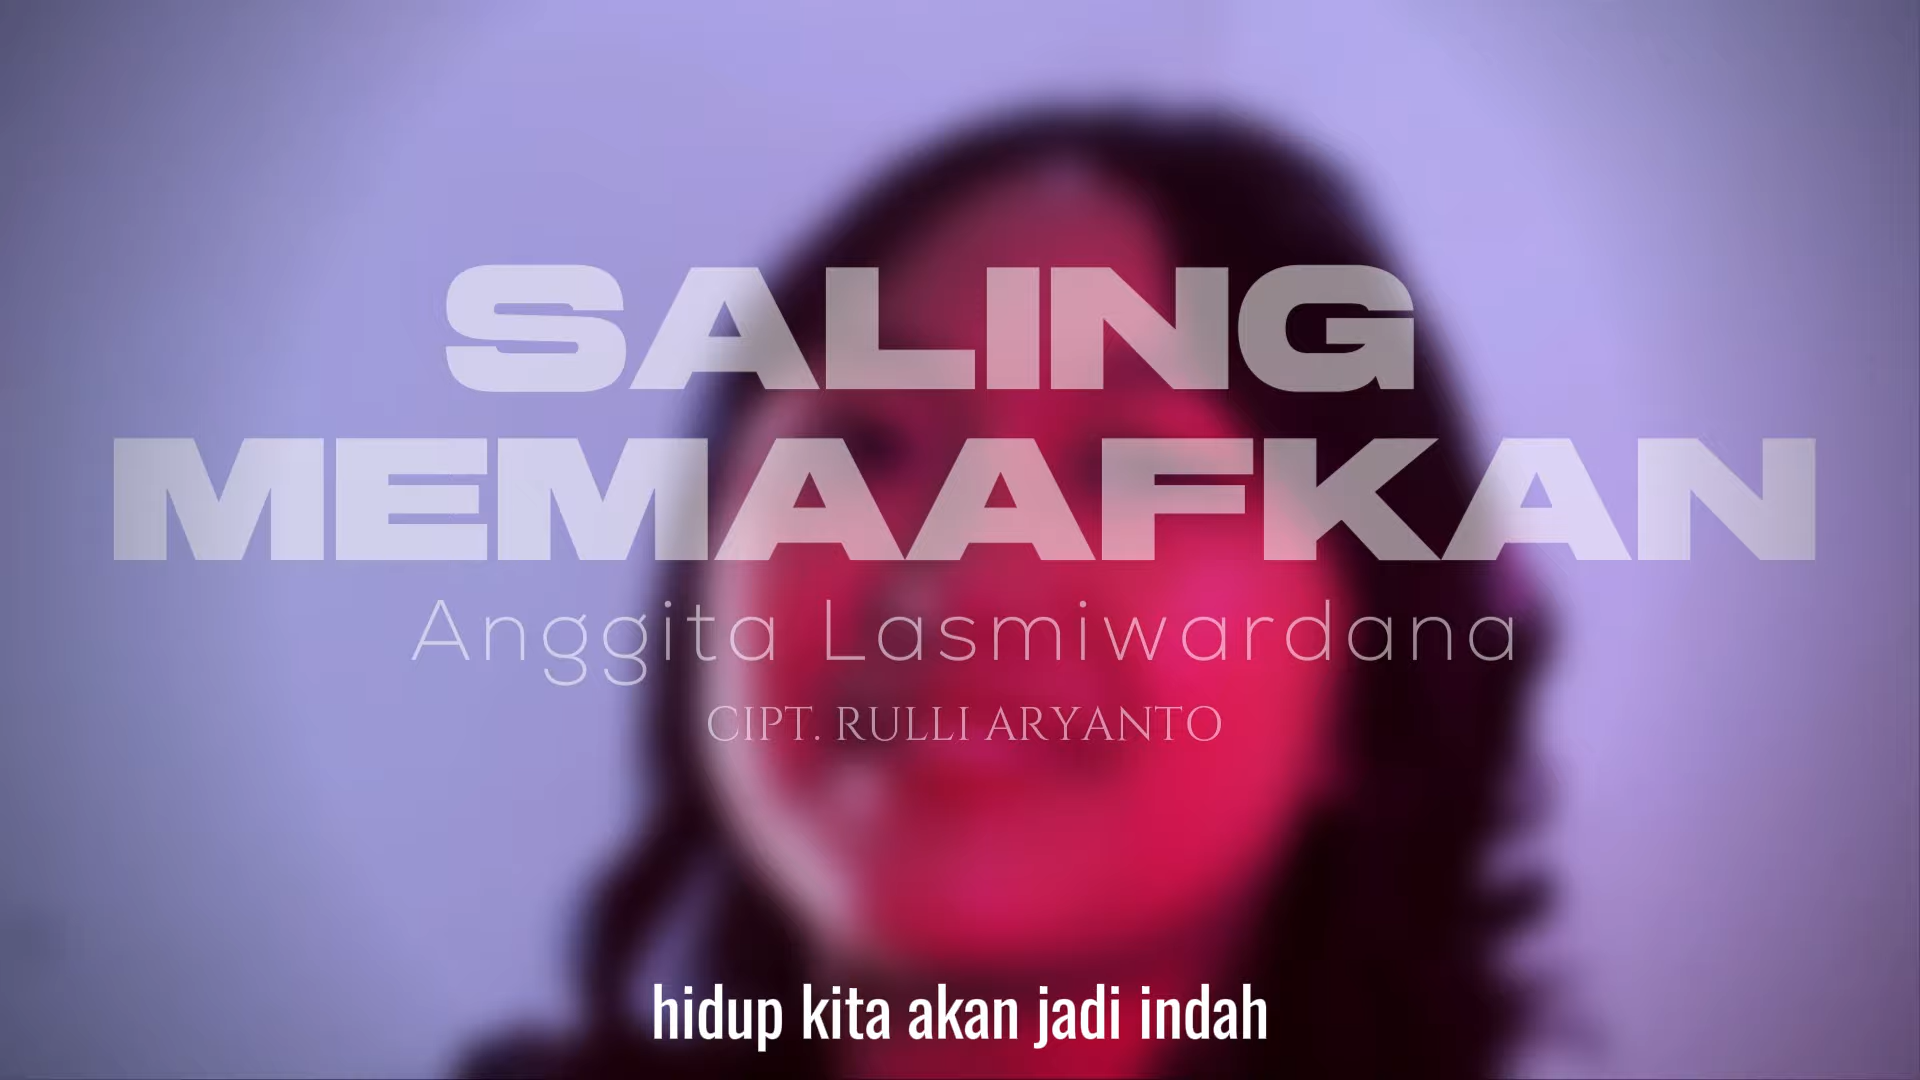 SALING
MEMAAFKAN
Anggita Lasmiwardana
CIPT. RULLI ARYANTO
hidup kita akan jadi indah